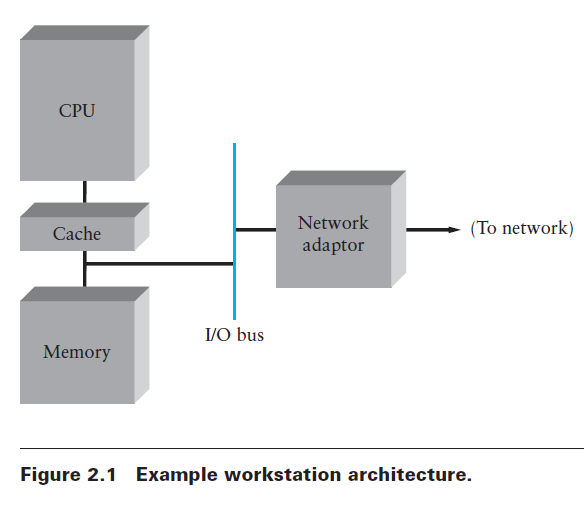 CPU
Cache
Memory
I/O bus
Network
adaptor
(To network)
Figure 2.1 Example workstation architecture.